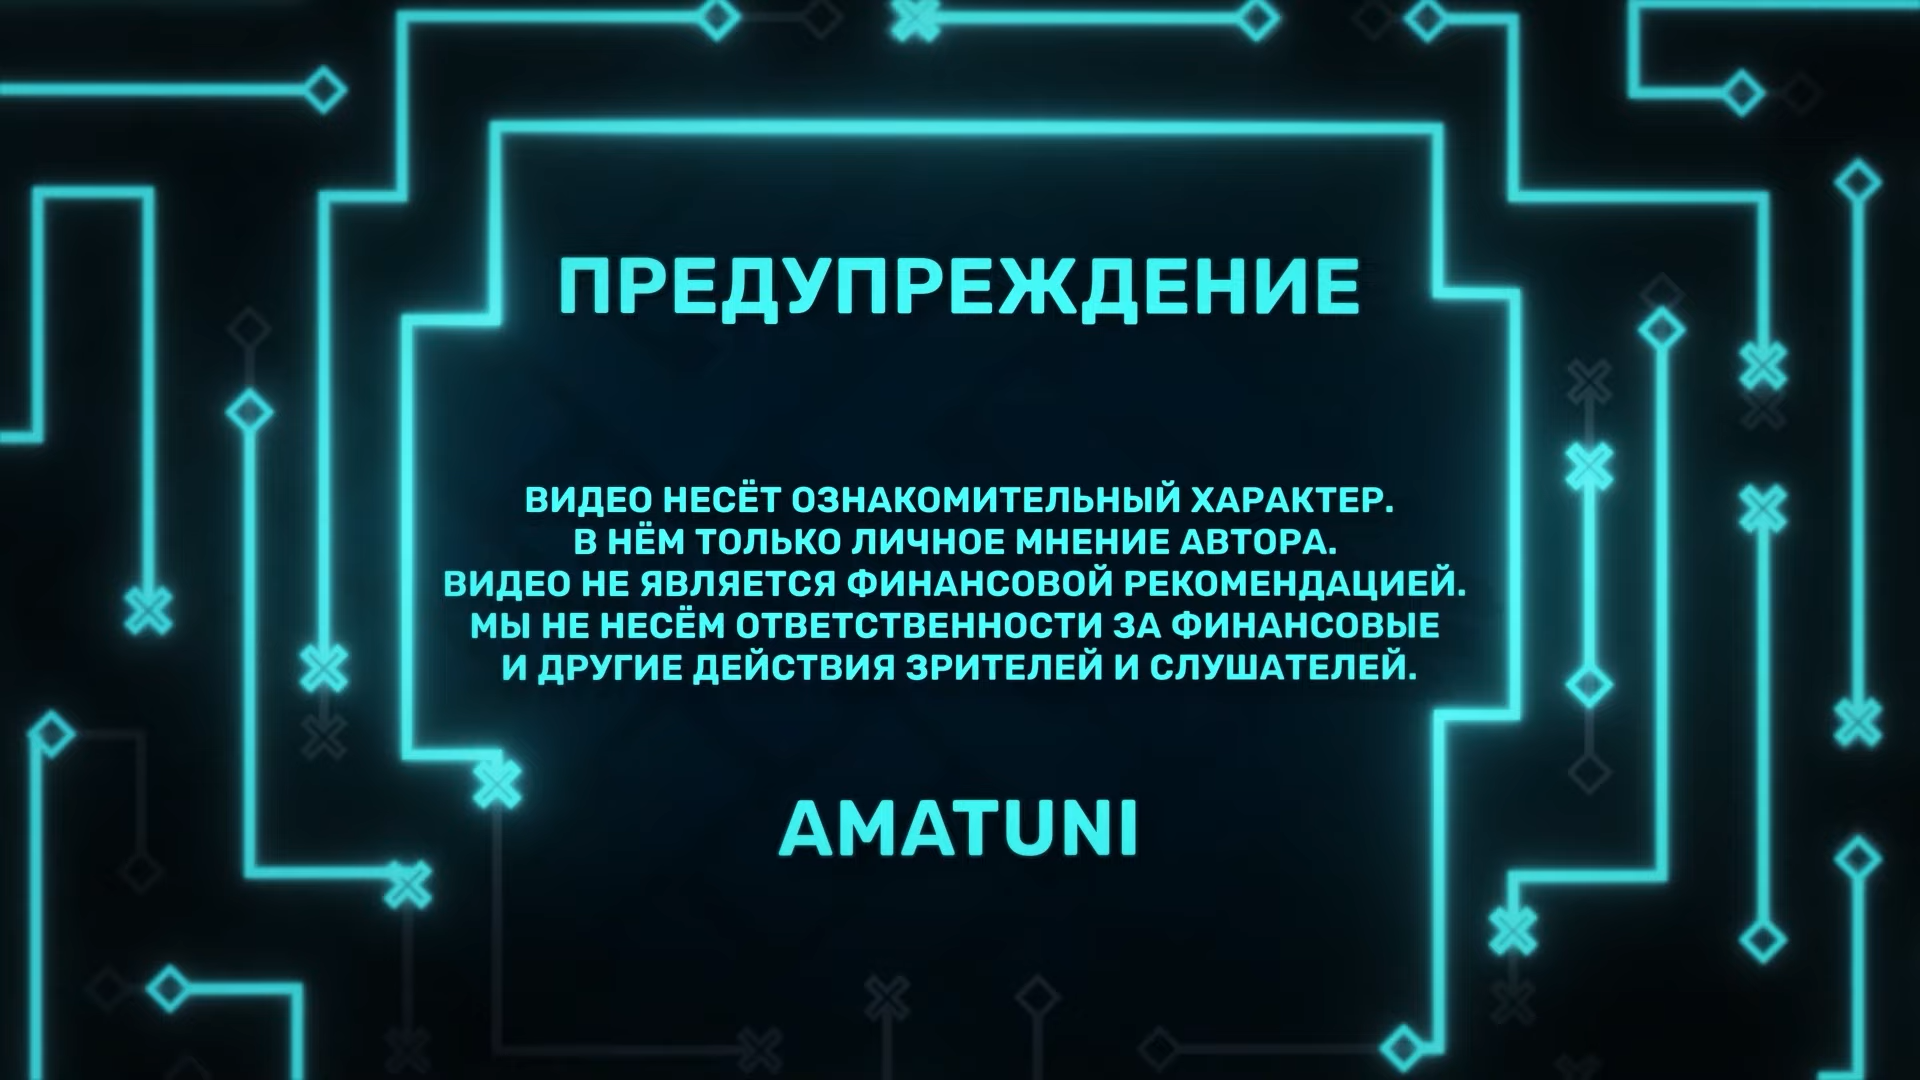 ПРЕДУПРЕЖДЕНИЕ
ВИДЕО НЕСЁТ ОЗНАКОМИТЕЛЬНЫЙ ХАРАКТЕР.
В НЁМ ТОЛЬКО ЛИЧНОЕ МНЕНИЕ АВТОРА.
ВИДЕО НЕ ЯВЛЯЕТСЯ ФИНАНСОВОЙ РЕКОМЕНДАЦИЕЙ.
МЫ НЕ НЕСЁМ ОТВЕТСТВЕННОСТИ ЗА ФИНАНСОВЫЕ
И ДРУГИЕ ДЕЙСТВИЯ ЗРИТЕЛЕЙ И СЛУШАТЕЛЕЙ.
AMATUNI